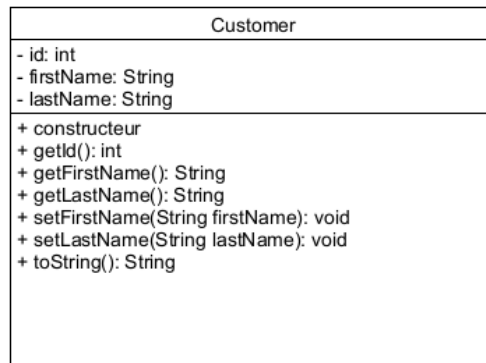 Customer
- id: int
- firstName: String
- lastName: String
+ constructeur
+ getId(): int
+ getFirstName(): String
+ getLastName(): String
+ setFirstName(String firstName): void
+ setLastName(String lastName): void
+ toString(): String